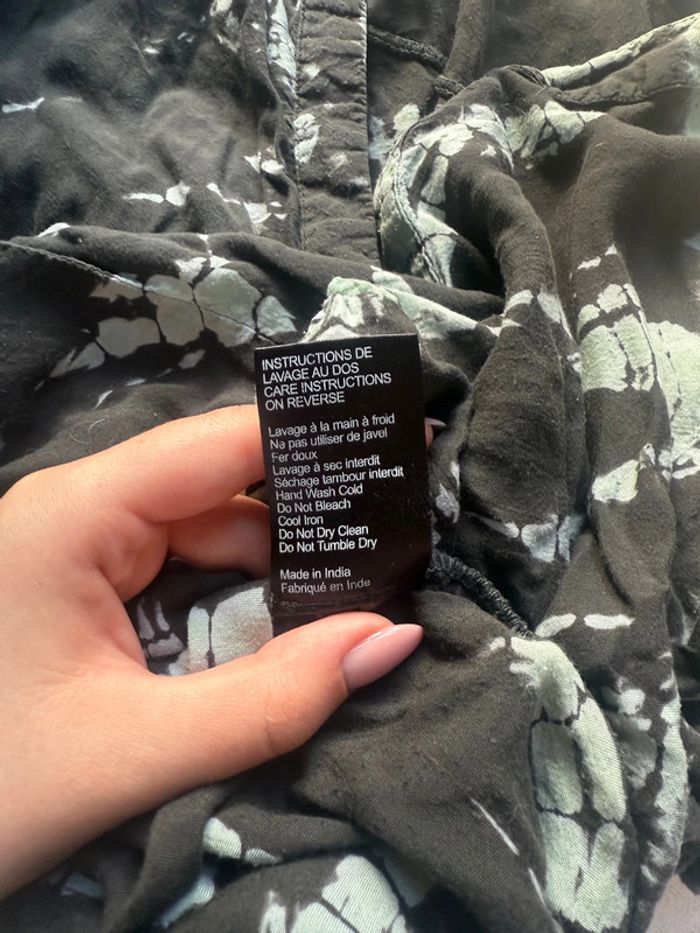 INSTRUCTIONS DE
LAVAGE AU DOS
CARE INSTRUCTIONS
ON REVERSE
Lavage à la main à froid
Ne pas utiliser de javel
Fer doux
Lavage à sec interdit
Séchage tambour interdit
Hand Wash Cold
Do Not Bleach
Cool Iron
Do Not Dry Clean
Do Not Tumble Dry
Made in India
Fabriqué en Inde